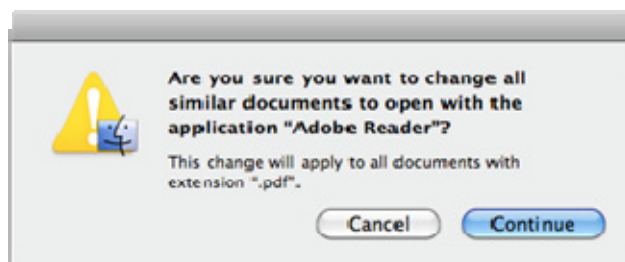 Are you sure you want to change all
similar documents to open with the
application “Adobe Reader”?
This change will apply to all documents with
extension “.pdf”.
Cancel
Continue